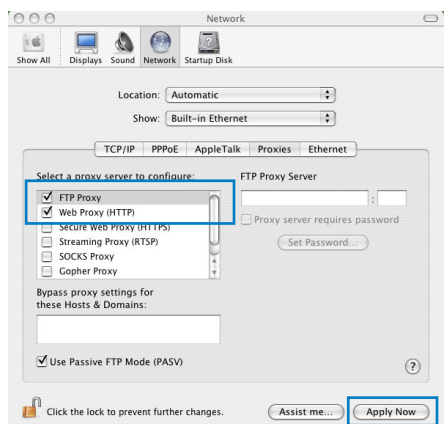 Network
Show All Displays Sound Network Startup Disk
Location: Automatic
Show: Built-in Ethernet
TCP/IP PPPoE AppleTalk Proxies Ethernet
Select a proxy server to configure: FTP Proxy Server
FTP Proxy
Web Proxy (HTTP) :
Secure Web Proxy (HTTPS) Proxy server requires password
Streaming Proxy (RTSP) Set Password...
SOCKS Proxy
Gopher Proxy
Bypass proxy settings for
these Hosts & Domains:
Use Passive FTP Mode (PASV) ?
Click the lock to prevent further changes. Assist me... Apply Now